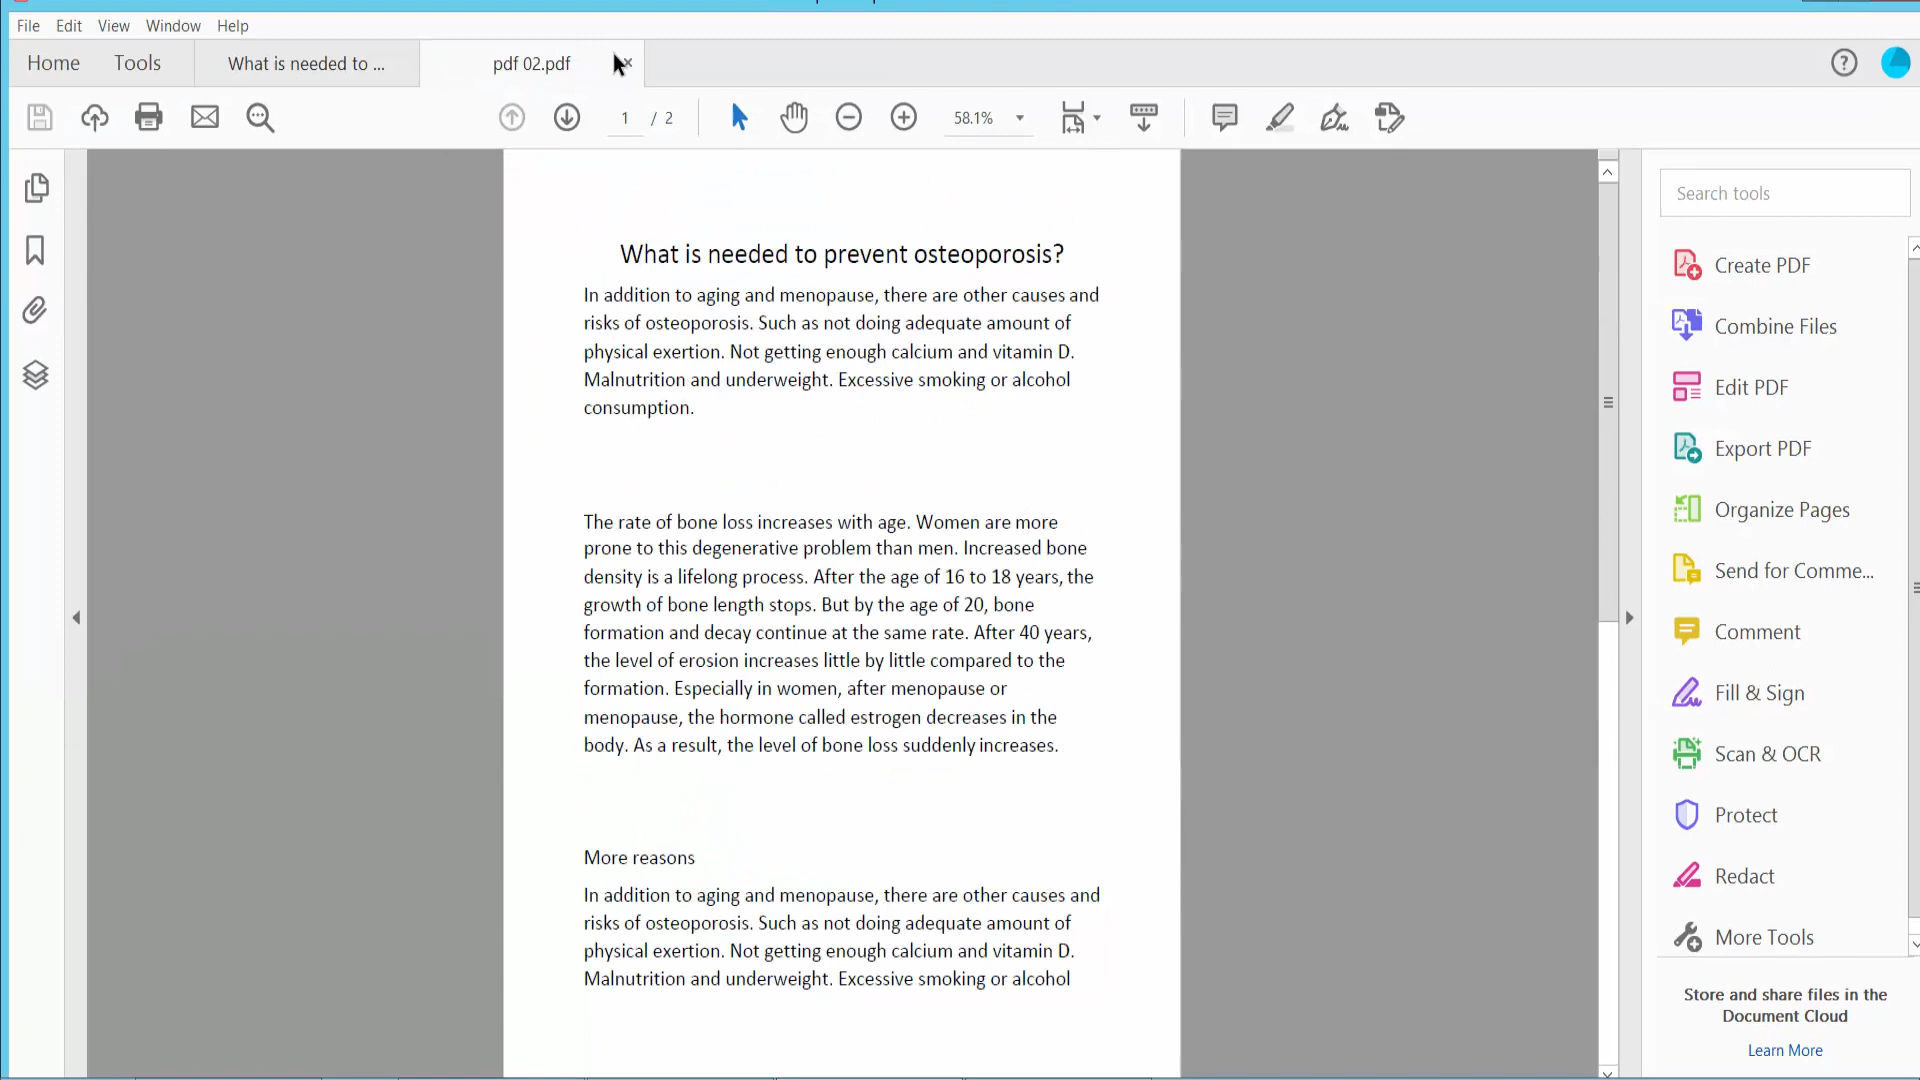 File Edit View Window Help
Home Tools What is needed to ... pdf 02.pdf
1 / 2 58.1%
Search tools
What is needed to prevent osteoporosis?
In addition to aging and menopause, there are other causes and
risks of osteoporosis. Such as not doing adequate amount of
physical exertion. Not getting enough calcium and vitamin D.
Malnutrition and underweight. Excessive smoking or alcohol
consumption.
The rate of bone loss increases with age. Women are more
prone to this degenerative problem than men. Increased bone
density is a lifelong process. After the age of 16 to 18 years, the
growth of bone length stops. But by the age of 20, bone
formation and decay continue at the same rate. After 40 years,
the level of erosion increases little by little compared to the
formation. Especially in women, after menopause or
menopause, the hormone called estrogen decreases in the
body. As a result, the level of bone loss suddenly increases.
More reasons
In addition to aging and menopause, there are other causes and
risks of osteoporosis. Such as not doing adequate amount of
physical exertion. Not getting enough calcium and vitamin D.
Malnutrition and underweight. Excessive smoking or alcohol
Create PDF
Combine Files
Edit PDF
Export PDF
Organize Pages
Send for Comme...
Comment
Fill & Sign
Scan & OCR
Protect
Redact
More Tools
Store and share files in the
Document Cloud
Learn More